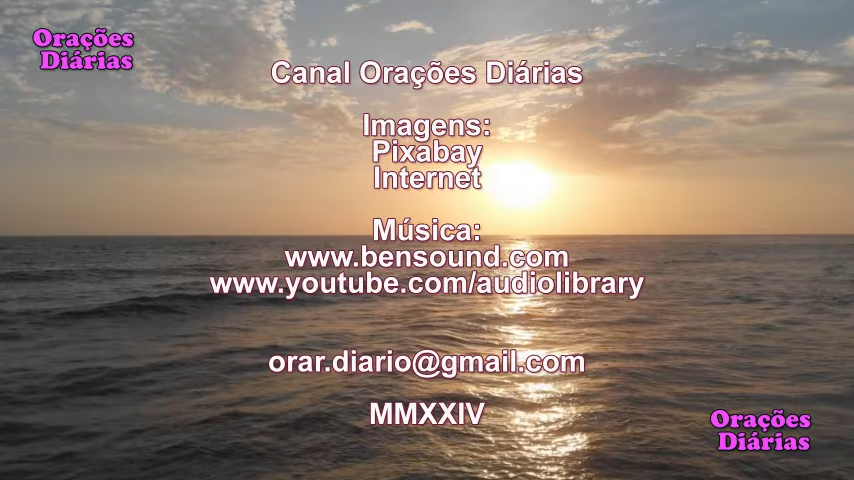 Orações
Diárias
Canal Orações Diárias
Imagens:
Pixabay
Internet
Música:
www.bensound.com
www.youtube.com/audiolibrary
orar.diario@gmail.com
MMXXIV
Orações
Diárias